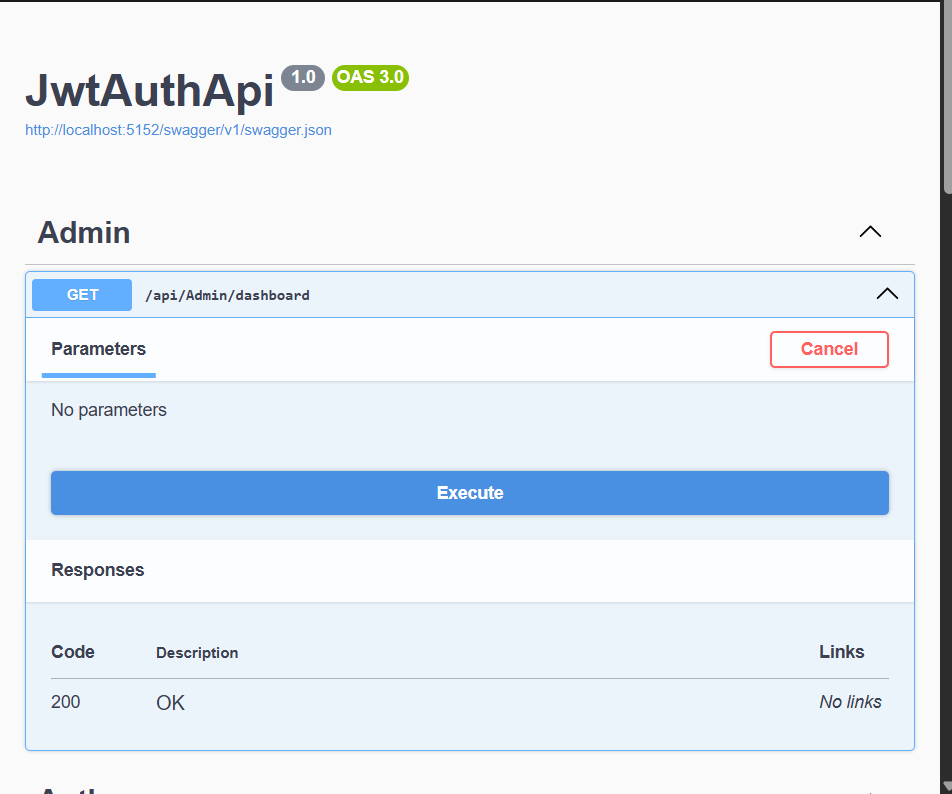 JwtAuthApi 1.0 OAS 3.0
http://localhost:5152/swagger/v1/swagger.json
Admin
GET /api/Admin/dashboard
Parameters Cancel
No parameters
Execute
Responses
Code Description Links
200 OK No links